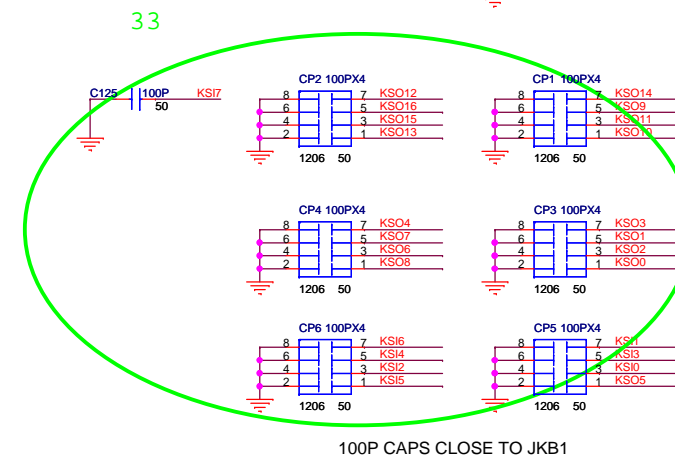 33
C125 100P KSI7
50
CP2 100PX4
8 7 KSO12
6 5 KSO16
4 3 KSO15
2 1 KSO13
1206 50
CP1 100PX4
8 7 KSO14
6 5 KSO9
4 3 KSO11
2 1 KSO10
1206 50
CP4 100PX4
8 7 KSO4
6 5 KSO7
4 3 KSO6
2 1 KSO8
1206 50
CP3 100PX4
8 7 KSO3
6 5 KSO1
4 3 KSO2
2 1 KSO0
1206 50
CP6 100PX4
8 7 KSI6
6 5 KSI4
4 3 KSI2
2 1 KSI5
1206 50
CP5 100PX4
8 7 KSI1
6 5 KSI3
4 3 KSI0
2 1 KSO5
1206 50
100P CAPS CLOSE TO JKB1